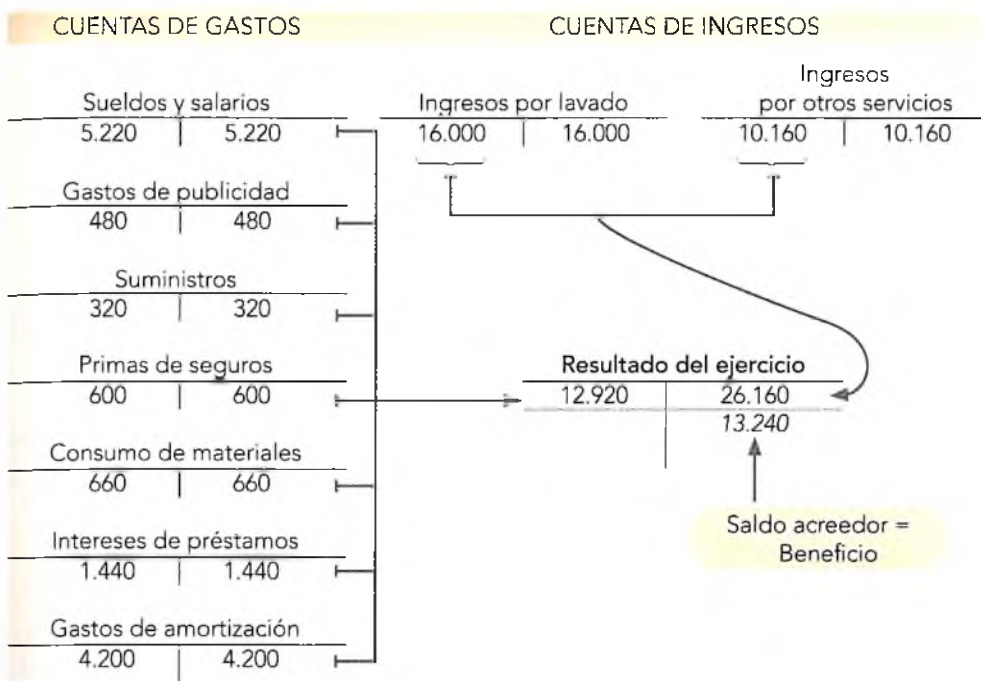 CUENTAS DE GASTOS
Sueldos y salarios
5.220 5.220
Gastos de publicidad
480 480
Suministros
320 320
Primas de seguros
600 600
Consumo de materiales
660 660
Intereses de préstamos
1.440 1.440
Gastos de amortización
4.200 4.200
CUENTAS DE INGRESOS
Ingresos por lavado
16.000 16.000
Ingresos
por otros servicios
10.160 10.160
Resultado del ejercicio
12.920 26.160
13.240
Saldo acreedor =
Beneficio